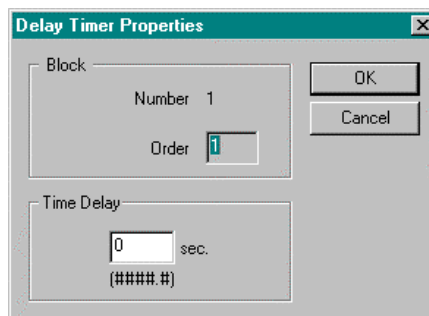 Delay Timer Properties
Block
Number 1
Order 1
OK
Cancel
Time Delay
0 sec.
(####.#)